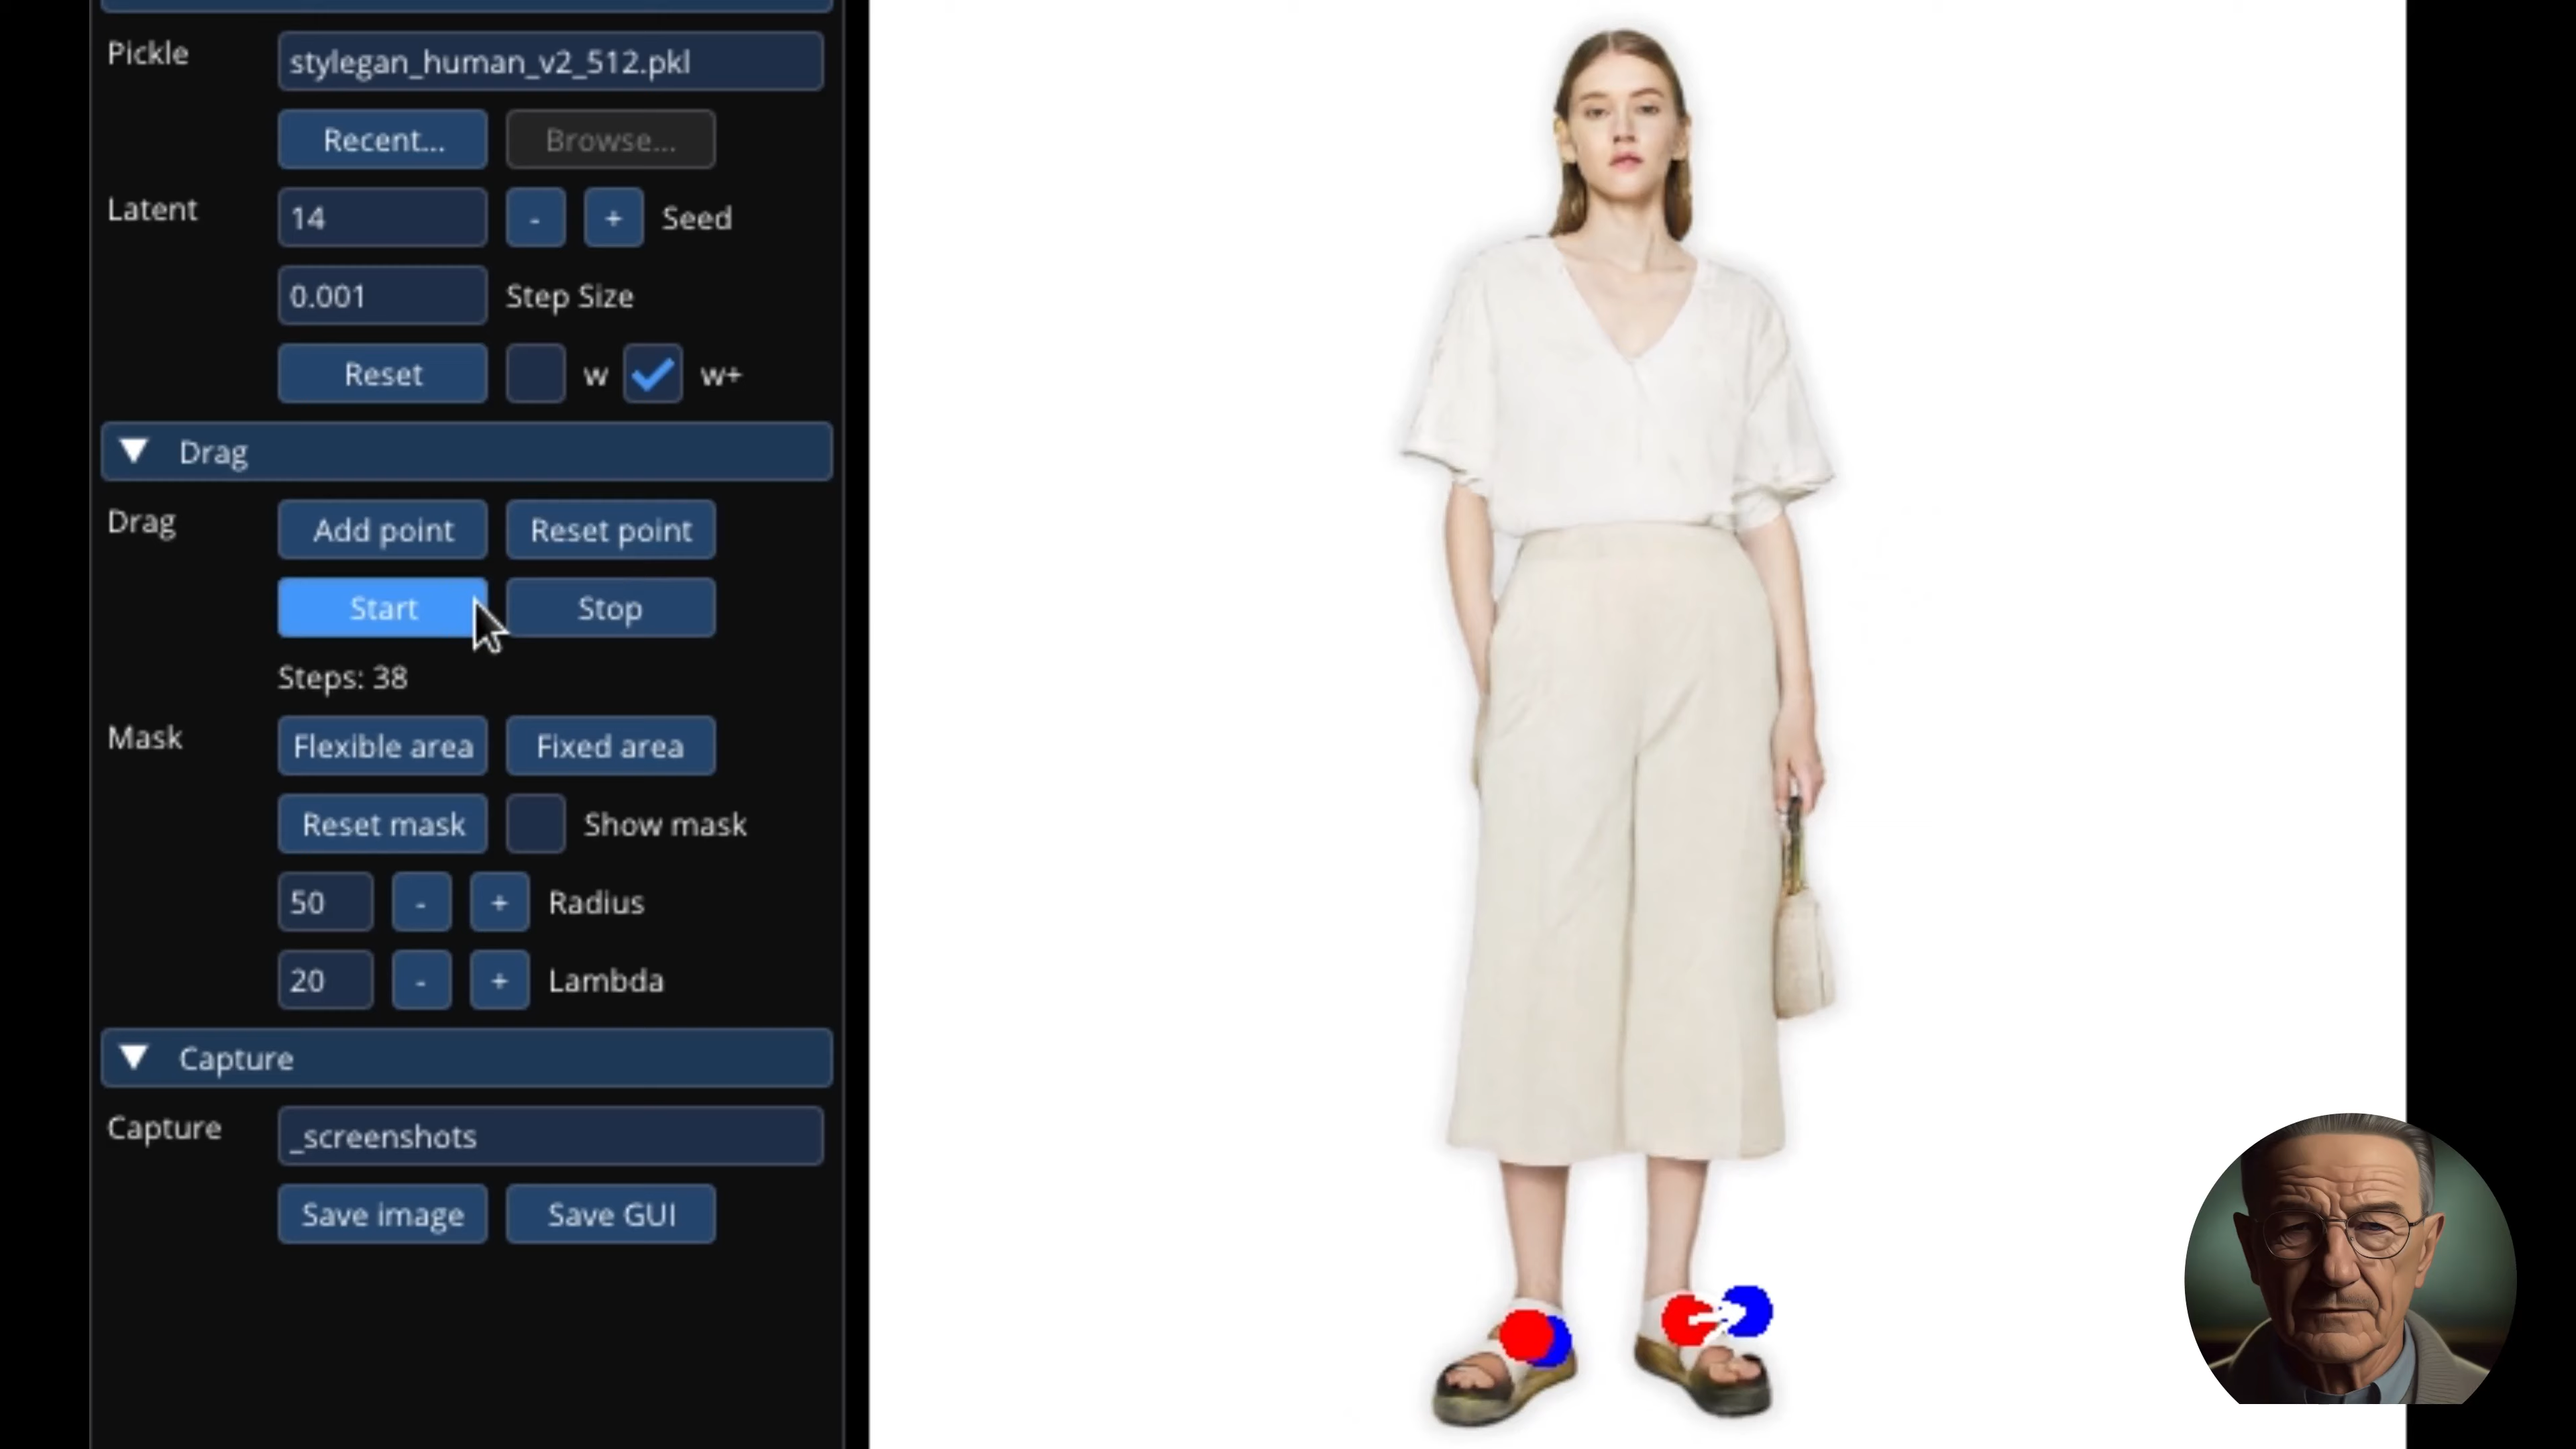 Pickle stylegan_human_v2_512.pkl
Recent... Browse...
Latent 14 - + Seed
0.001 Step Size
Reset w w+
Drag
Drag Add point Reset point
Start Stop
Steps: 38
Mask Flexible area Fixed area
Reset mask Show mask
50 - + Radius
20 - + Lambda
Capture
Capture _screenshots
Save image Save GUI